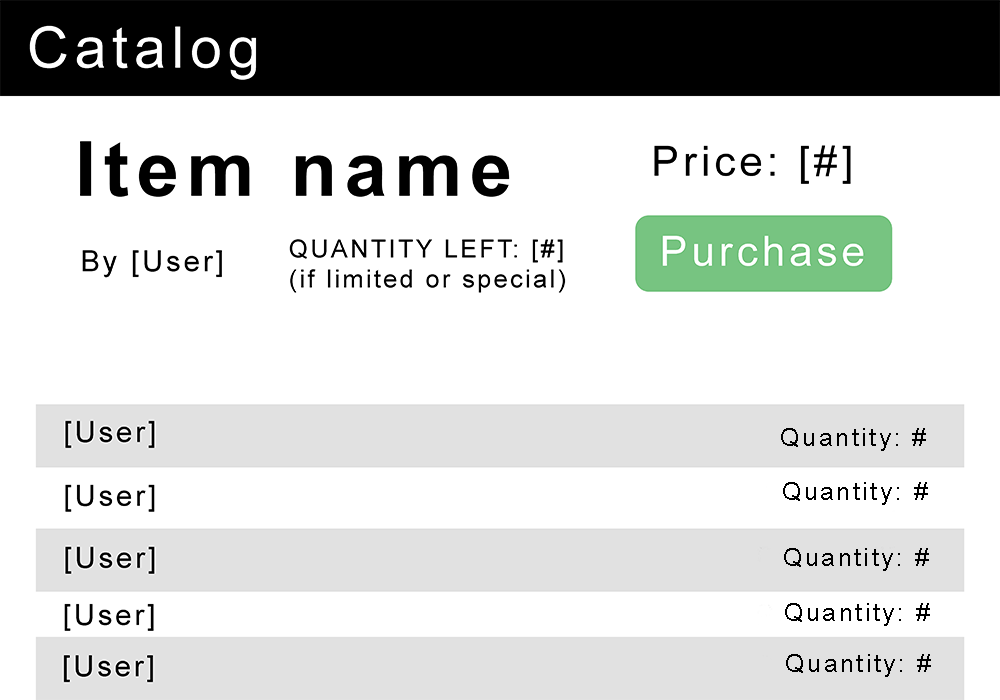 Catalog
Item name
Price: [#]
By [User]
QUANTITY LEFT: [#]
(if limited or special)
Purchase
[User] Quantity: #
[User] Quantity: #
[User] Quantity: #
[User] Quantity: #
[User] Quantity: #